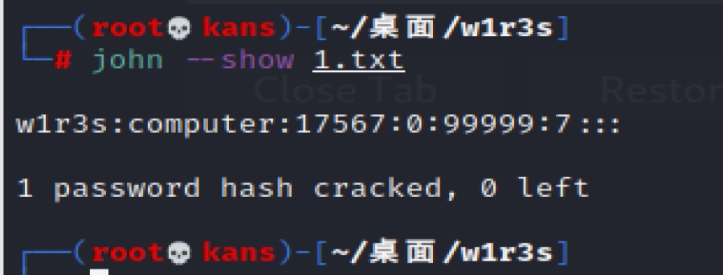 ┌──(root💀kans)-[~/桌面/w1r3s]
└─# john --show 1.txt
Close Tab Restor
w1r3s:computer:17567:0:99999:7:::
1 password hash cracked, 0 left
┌──(root💀kans)-[~/桌面/w1r3s]